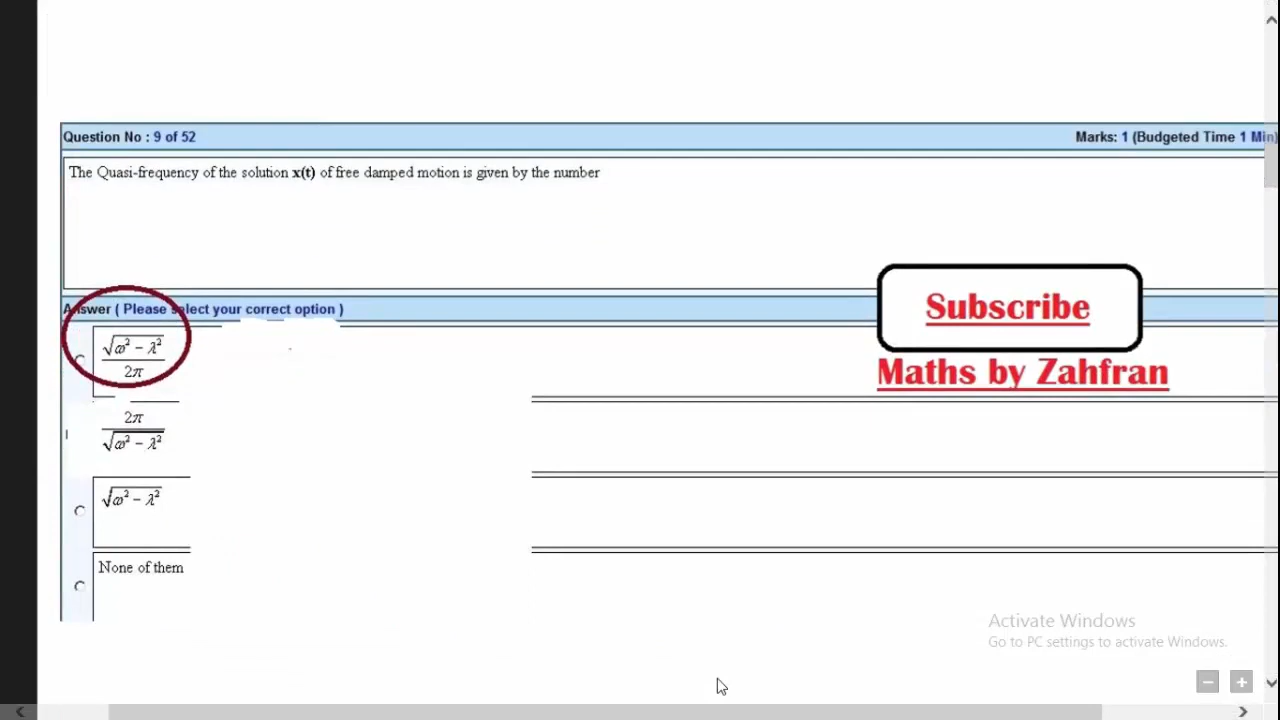 Question No : 9 of 52
Marks: 1 (Budgeted Time 1 Min)
The Quasi-frequency of the solution x(t) of free damped motion is given by the number
Answer ( Please select your correct option )
√ω² − λ²
2π
2π
√ω² − λ²
√ω² − λ²
None of them
Subscribe
Maths by Zahfran
Activate Windows
Go to PC settings to activate Windows.